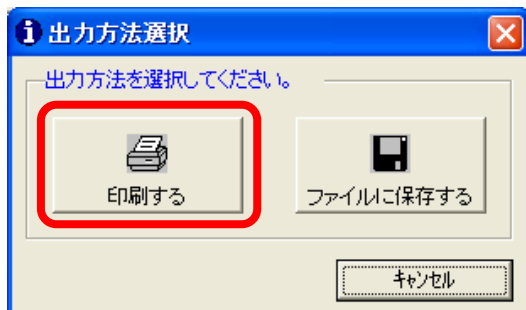 出力方法選択
出力方法を選択してください。
印刷する
ファイルに保存する
キャンセル